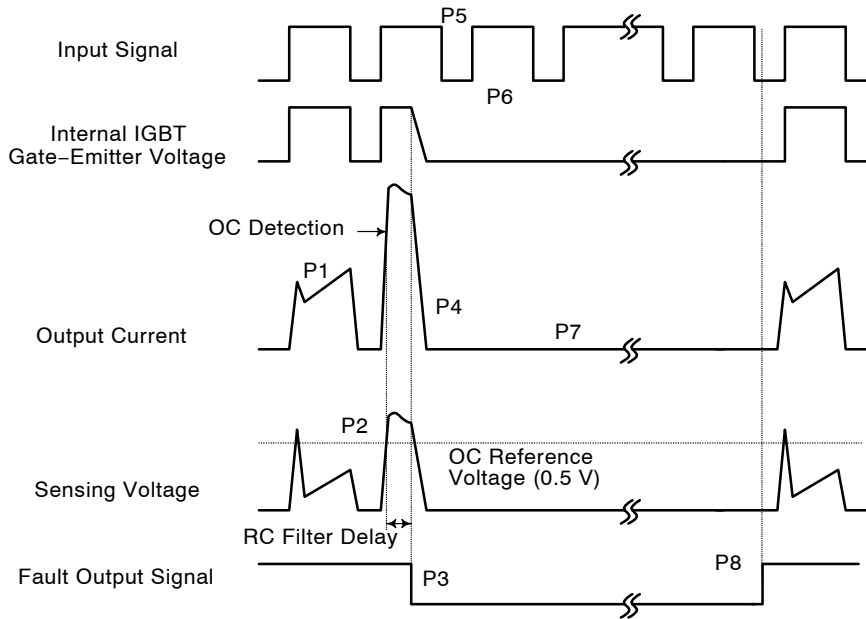 P5
Input Signal
P6
Internal IGBT
Gate−Emitter Voltage
OC Detection
P1
P4
Output Current
P7
P2
OC Reference
Voltage (0.5 V)
Sensing Voltage
RC Filter Delay
Fault Output Signal
P3
P8